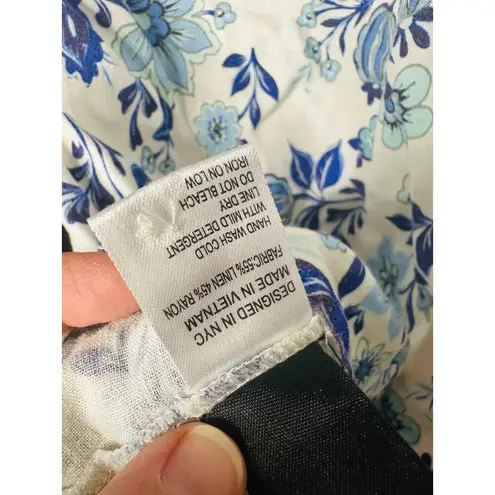 DESIGNED IN NYC
MADE IN VIETNAM
FABRIC:55% LINEN 45% RAYON
HAND WASH COLD
WITH MILD DETERGENT
LINE DRY
DO NOT BLEACH
IRON ON LOW